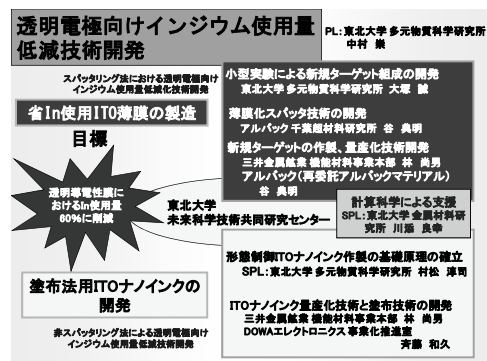 透明電極向けインジウム使用量
低減技術開発
PL：東北大学 多元物質科学研究所
中村 崇
スパッタリング法における透明電極向け
インジウム使用量低減化技術開発
省In使用ITO薄膜の製造
目標
透明導電性膜に
おけるIn使用量
60%に削減
小型実験による新規ターゲット組成の開発
東北大学 多元物質科学研究所 大塚 誠
薄膜化スパッタ技術の開発
アルバック 千葉超材料研究所 谷 典明
新規ターゲットの作製、量産化技術開発
三井金属鉱業 機能材料事業本部 林 尚男
アルバック（再委託アルバックマテリアル）
谷 典明
計算科学による支援
SPL：東北大学 金属材料研
究所 川添 良幸
東北大学
未来科学技術共同研究センター
形態制御ITOナノインク作製の基礎原理の確立
SPL：東北大学 多元物質科学研究所 村松 淳司
ITOナノインク量産化技術と塗布技術の開発
三井金属鉱業 機能材料事業本部 林 尚男
DOWAエレクトロニクス 事業化推進室
斉藤 和久
塗布法用ITOナノインクの
開発
非スパッタリング法による透明電極向け
インジウム使用量低減技術開発